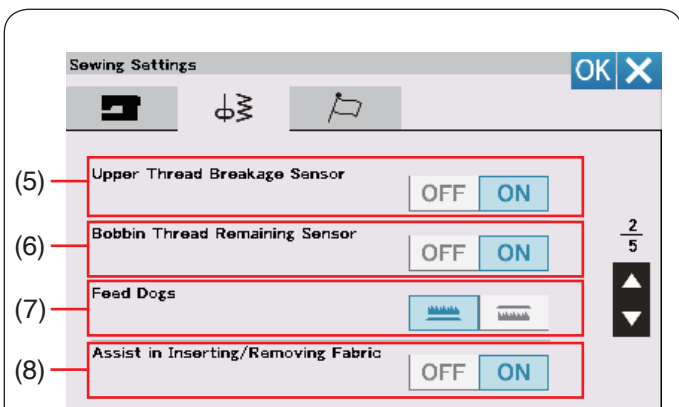 Sewing Settings
OK X
(5) Upper Thread Breakage Sensor
OFF ON
(6) Bobbin Thread Remaining Sensor
OFF ON
2
5
(7) Feed Dogs
(8) Assist in Inserting/Removing Fabric
OFF ON